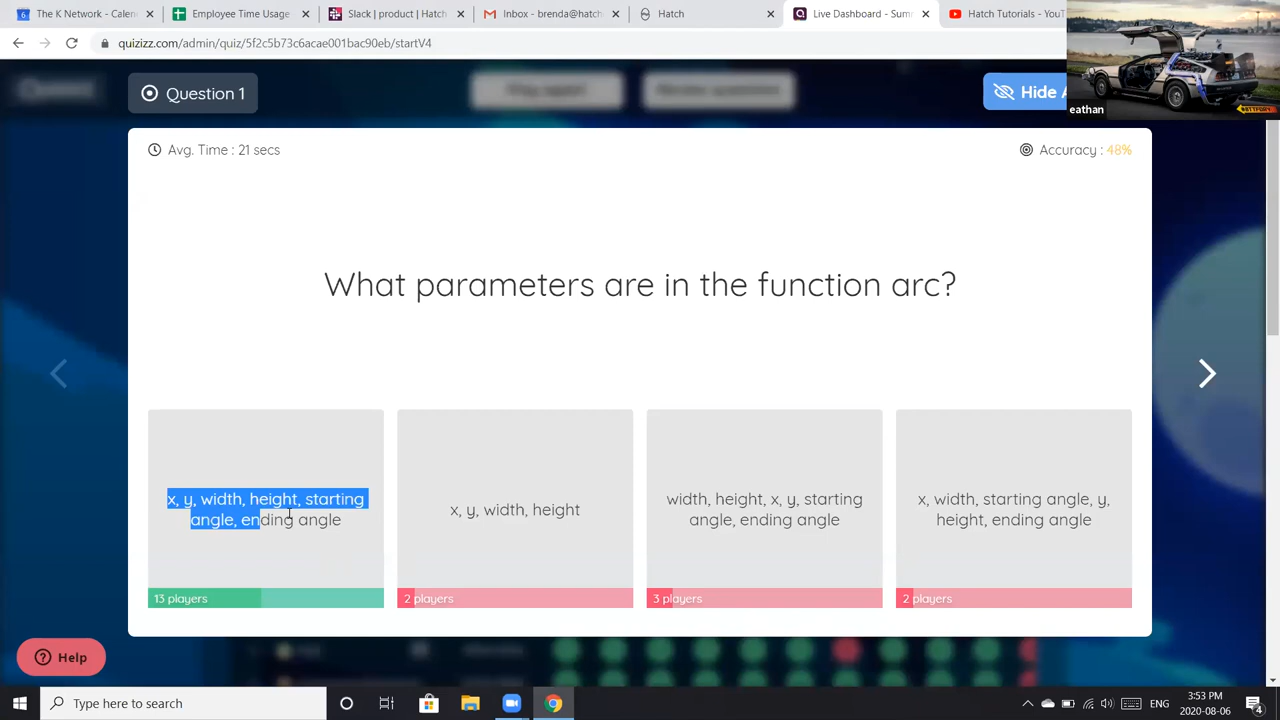 The K Network - Calen
Employee Time Usage
Slack | product | Hatch
Inbox - brenda@hatch
Hatch
Live Dashboard - Sum
Hatch Tutorials - YouT
quizizz.com/admin/quiz/5f2c5b73c6acae001bac90eb/startV4
eathan
Question 1
Hide A
Avg. Time : 21 secs
Accuracy : 48%
What parameters are in the function arc?
x, y, width, height, starting
angle, ending angle
x, y, width, height
width, height, x, y, starting
angle, ending angle
x, width, starting angle, y,
height, ending angle
13 players
2 players
3 players
2 players
Help
Type here to search
ENG
3:53 PM
2020-08-06
4